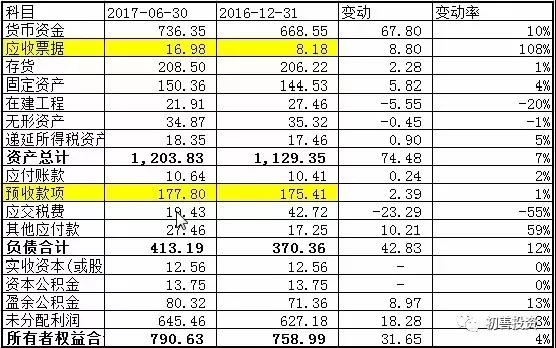 科目 2017-06-30 2016-12-31 变动 变动率
货币资金 736.35 668.55 67.80 10%
应收票据 16.98 8.18 8.80 108%
存货 208.50 206.22 2.28 1%
固定资产 150.36 144.53 5.82 4%
在建工程 21.91 27.46 -5.55 -20%
无形资产 34.87 35.32 -0.45 -1%
递延所得税资产 18.35 17.46 0.90 5%
资产总计 1,203.83 1,129.35 74.48 7%
应付账款 10.64 10.41 0.24 2%
预收款项 177.80 175.41 2.39 1%
应交税费 42.72 -23.29 -55%
其他应付款 17.25 10.21 59%
负债合计 413.19 370.36 42.83 12%
实收资本(或股 12.56 12.56 - 0%
资本公积金 13.75 13.75 - 0%
盈余公积金 80.32 71.36 8.97 13%
未分配利润 645.46 627.18 18.28 3%
所有者权益合 790.63 758.99 31.65 4%
初善投资